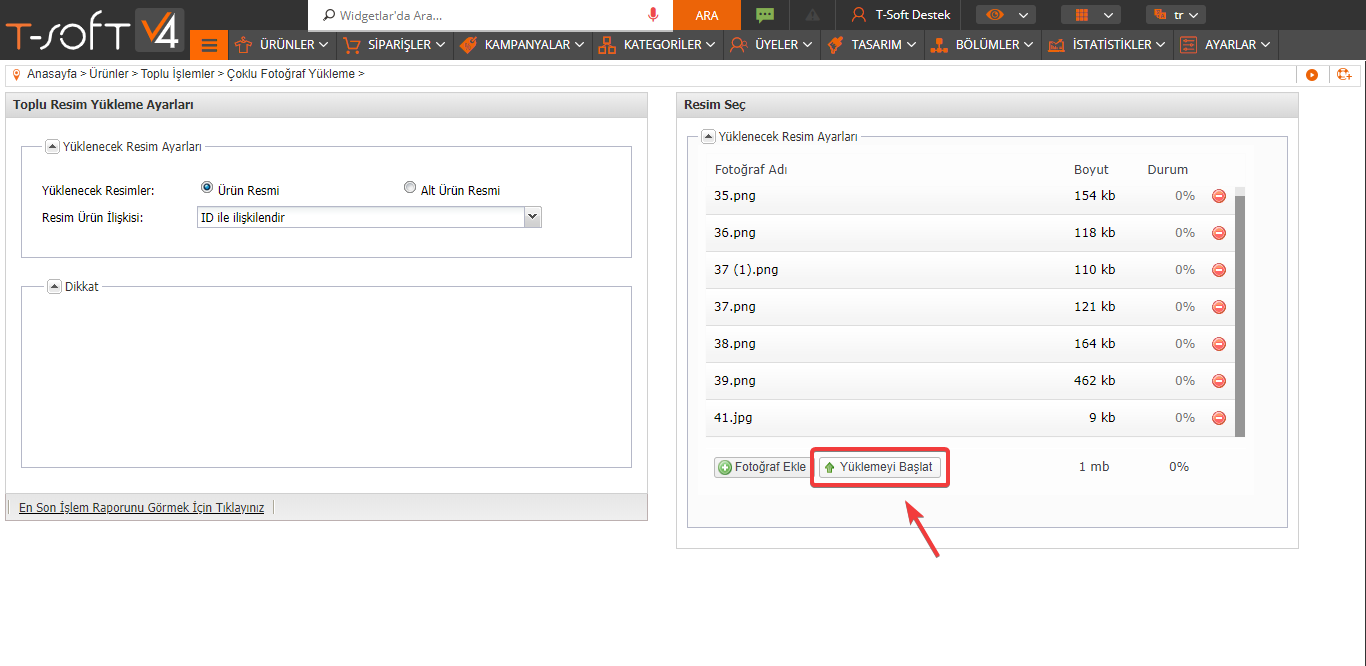 T-SOFT V4
Widgetlar'da Ara...
ARA
T-Soft Destek
tr
ÜRÜNLER
SİPARİŞLER
KAMPANYALAR
KATEGORİLER
ÜYELER
TASARIM
BÖLÜMLER
İSTATİSTİKLER
AYARLAR
Anasayfa > Ürünler > Toplu İşlemler > Çoklu Fotoğraf Yükleme >
Toplu Resim Yükleme Ayarları
Yüklenecek Resim Ayarları
Yüklenecek Resimler: Ürün Resmi Alt Ürün Resmi
Resim Ürün İlişkisi: ID ile ilişkilendir
Dikkat
En Son İşlem Raporunu Görmek İçin Tıklayınız
Resim Seç
Yüklenecek Resim Ayarları
Fotoğraf Adı Boyut Durum
35.png 154 kb 0%
36.png 118 kb 0%
37 (1).png 110 kb 0%
37.png 121 kb 0%
38.png 164 kb 0%
39.png 462 kb 0%
41.jpg 9 kb 0%
Fotoğraf Ekle Yüklemeyi Başlat 1 mb 0%